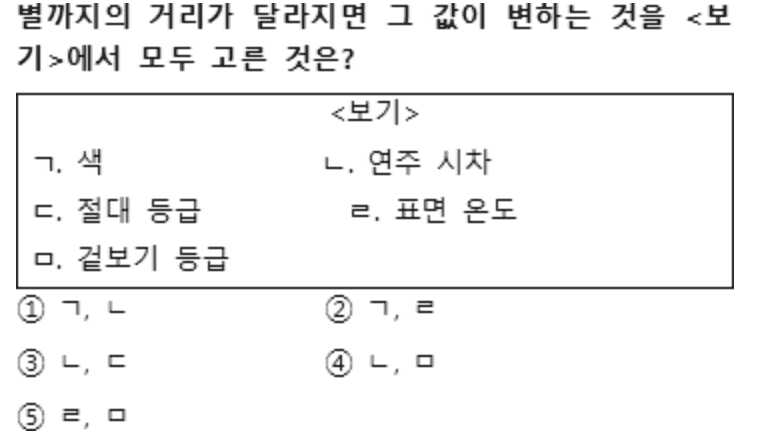 별까지의 거리가 달라지면 그 값이 변하는 것을 <보
기>에서 모두 고른 것은?
<보기>
ㄱ. 색 ㄴ. 연주 시차
ㄷ. 절대 등급 ㄹ. 표면 온도
ㅁ. 겉보기 등급
① ㄱ, ㄴ ② ㄱ, ㄹ
③ ㄴ, ㄷ ④ ㄴ, ㅁ
⑤ ㄹ, ㅁ